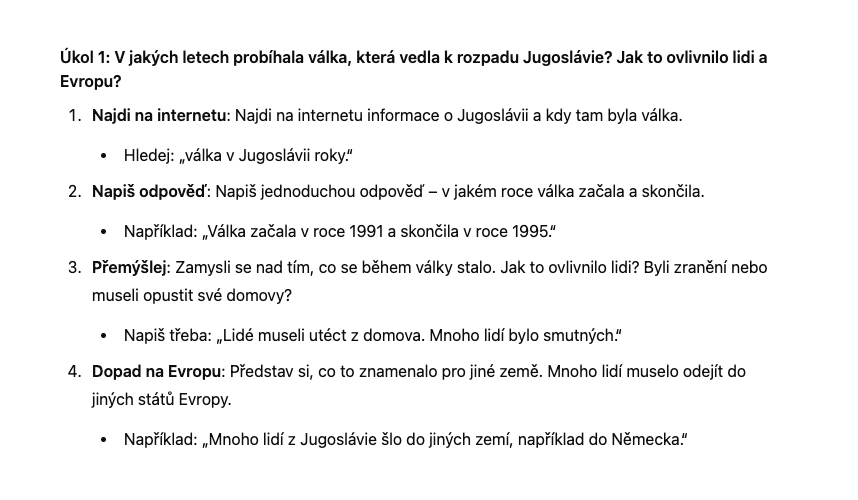 Úkol 1: V jakých letech probíhala válka, která vedla k rozpadu Jugoslávie? Jak to ovlivnilo lidi a
Evropu?
1. Najdi na internetu: Najdi na internetu informace o Jugoslávii a kdy tam byla válka.
• Hledej: „válka v Jugoslávii roky.“
2. Napiš odpověď: Napiš jednoduchou odpověď – v jakém roce válka začala a skončila.
• Například: „Válka začala v roce 1991 a skončila v roce 1995.“
3. Přemýšlej: Zamysli se nad tím, co se během války stalo. Jak to ovlivnilo lidi? Byli zranění nebo
museli opustit své domovy?
• Napiš třeba: „Lidé museli utéct z domova. Mnoho lidí bylo smutných.“
4. Dopad na Evropu: Představ si, co to znamenalo pro jiné země. Mnoho lidí muselo odejít do
jiných států Evropy.
• Například: „Mnoho lidí z Jugoslávie šlo do jiných zemí, například do Německa.“